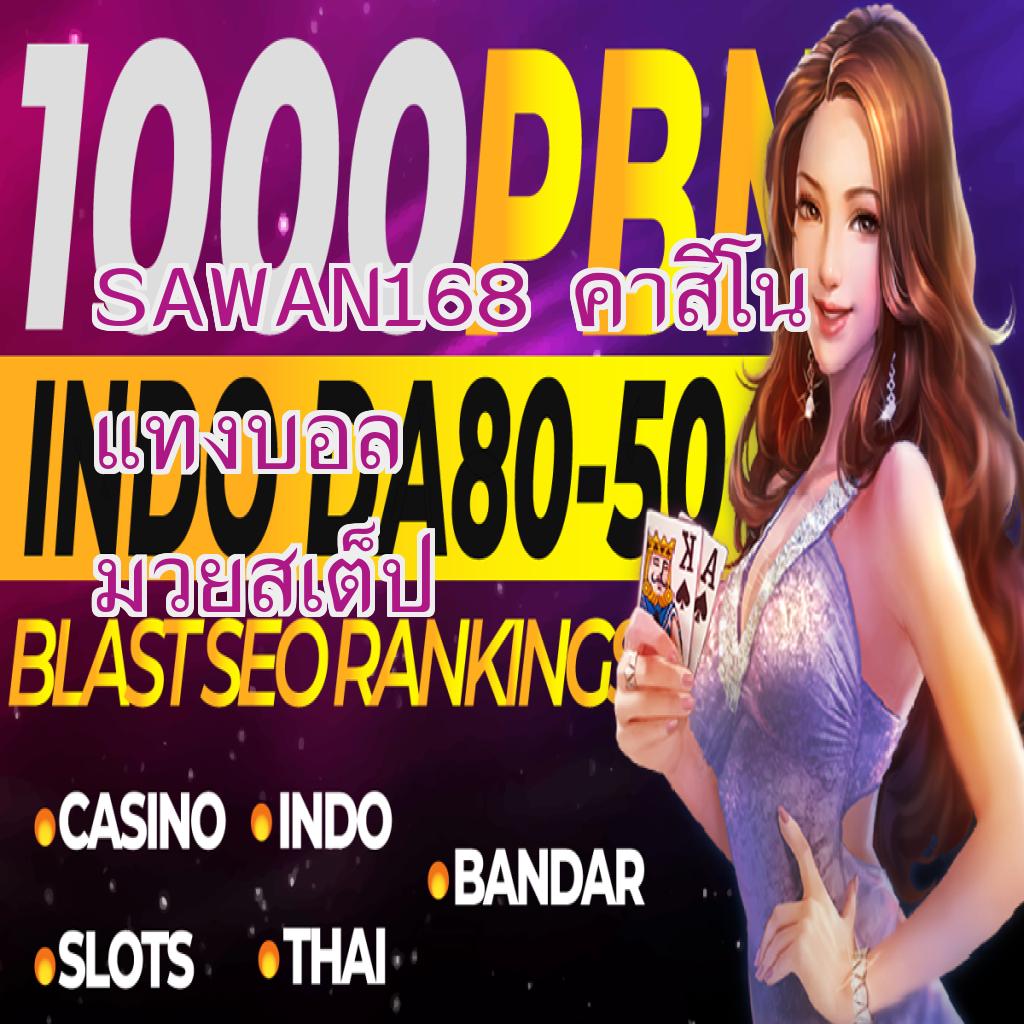 1000PBN
SAWAN168 คาสิโน
INDO DA80-50
แทงบอล
มวยสเต็ป
BLAST SEO RANKINGS
CASINO
INDO
BANDAR
SLOTS
THAI
K A